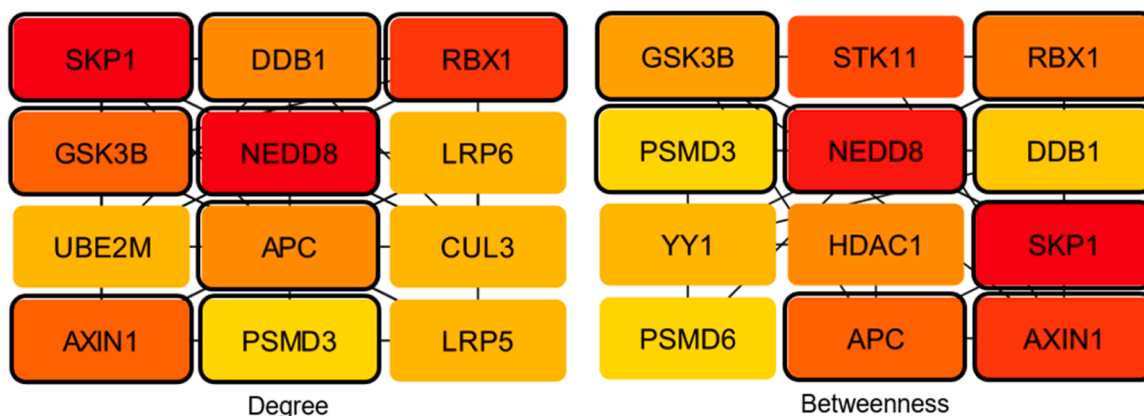 SKP1 DDB1 RBX1
GSK3B NEDD8 LRP6
UBE2M APC CUL3
AXIN1 PSMD3 LRP5
Degree
GSK3B STK11 RBX1
PSMD3 NEDD8 DDB1
YY1 HDAC1 SKP1
PSMD6 APC AXIN1
Betweenness